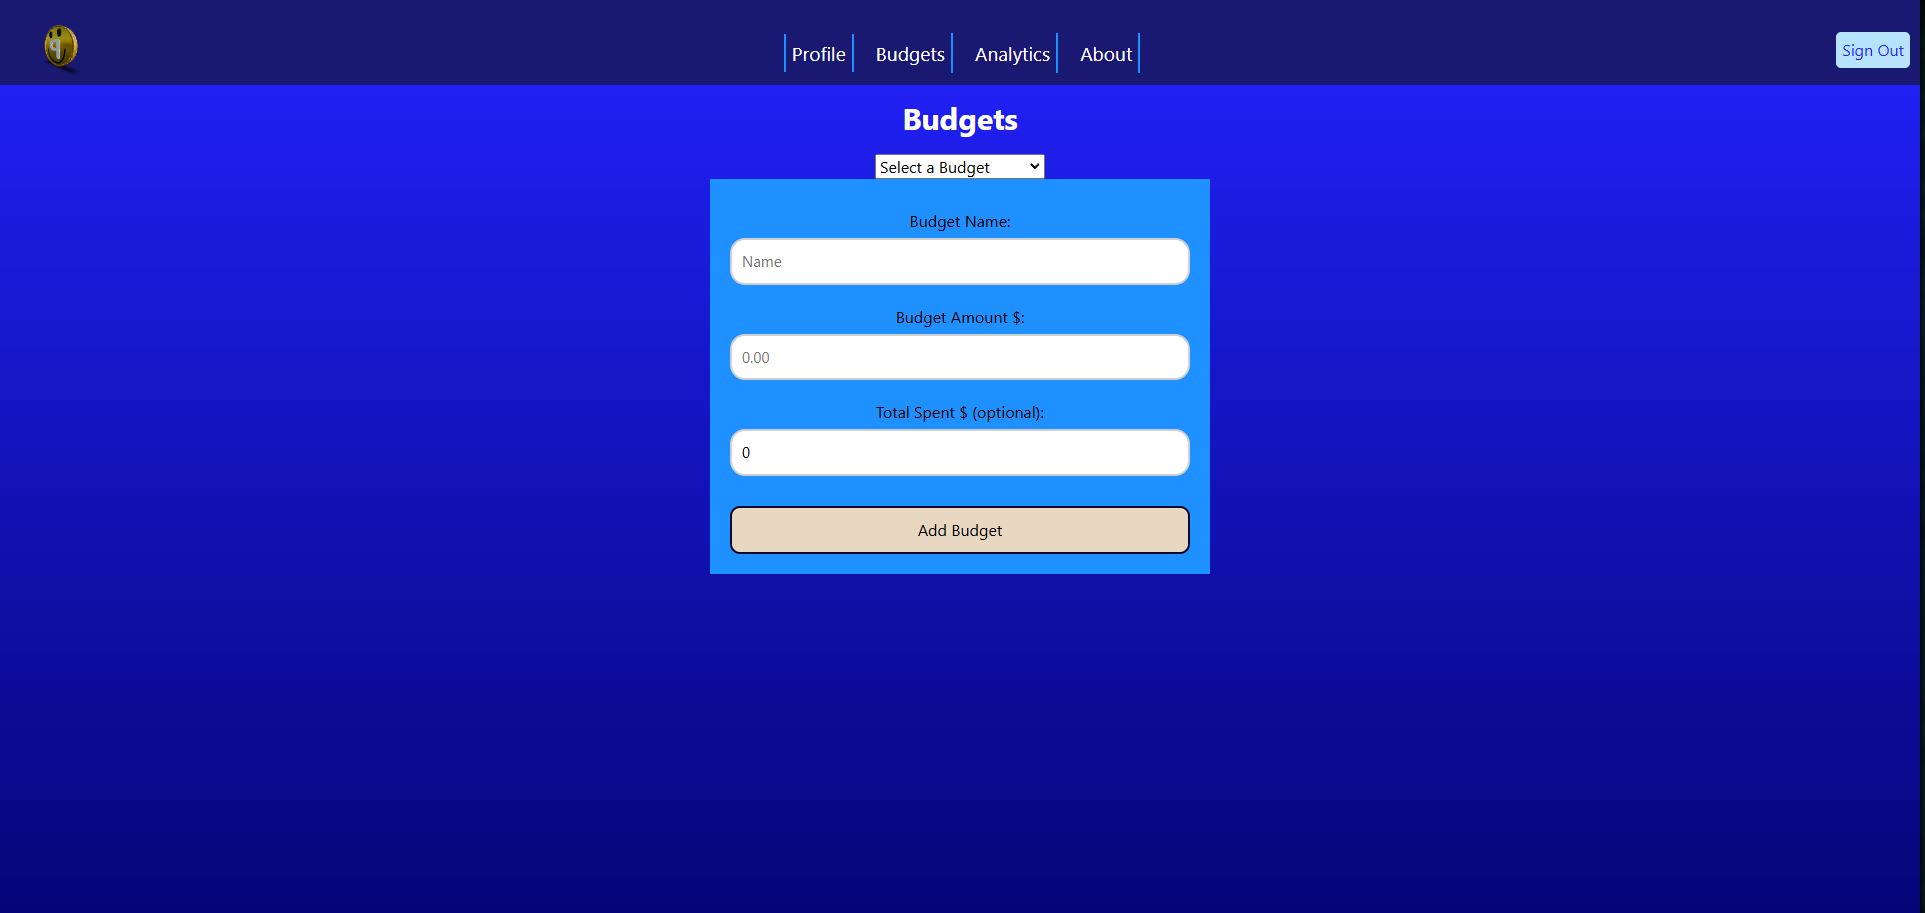 Profile
Budgets
Analytics
About
Sign Out
Budgets
Select a Budget
Budget Name:
Name
Budget Amount $:
0.00
Total Spent $ (optional):
0
Add Budget